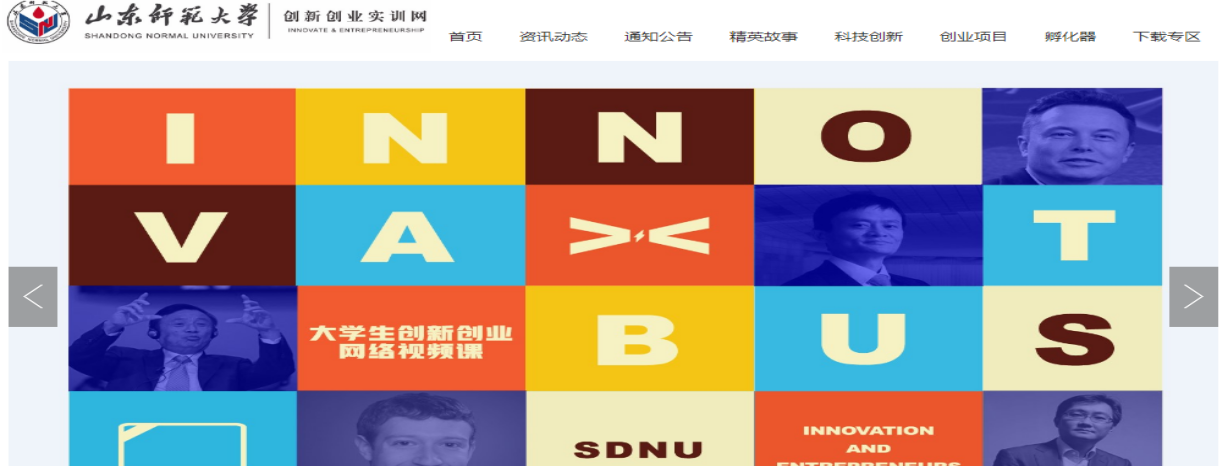 山东师范大学
SHANDONG NORMAL UNIVERSITY
创新创业实训网
INNOVATE & ENTREPRENEURSHIP
首页 资讯动态 通知公告 精英故事 科技创新 创业项目 孵化器 下载专区
I N N O
V A T
大学生创新创业
网络视频课
B U S
SDNU
INNOVATION
AND
ENTREPRENEURS